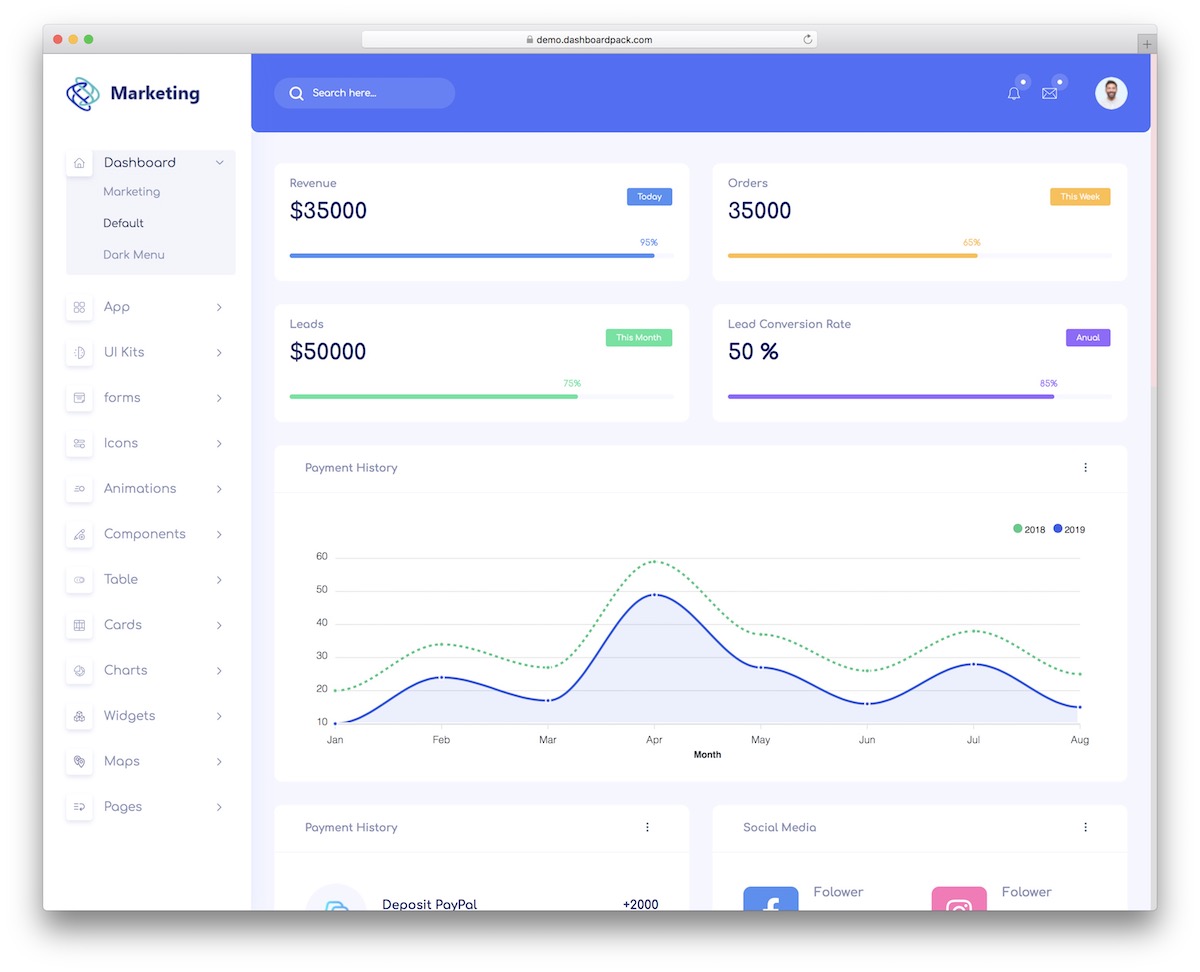 demo.dashboardpack.com
Marketing
Search here...
Dashboard
Marketing
Default
Dark Menu
App
UI Kits
forms
Icons
Animations
Components
Table
Cards
Charts
Widgets
Maps
Pages
Revenue
$35000
Today
95%
Orders
35000
This Week
65%
Leads
$50000
This Month
75%
Lead Conversion Rate
50 %
Anual
85%
Payment History
2018 2019
60
50
40
30
20
10
Jan Feb Mar Apr May Jun Jul Aug
Month
Payment History
Deposit PayPal +2000
Social Media
Folower Folower